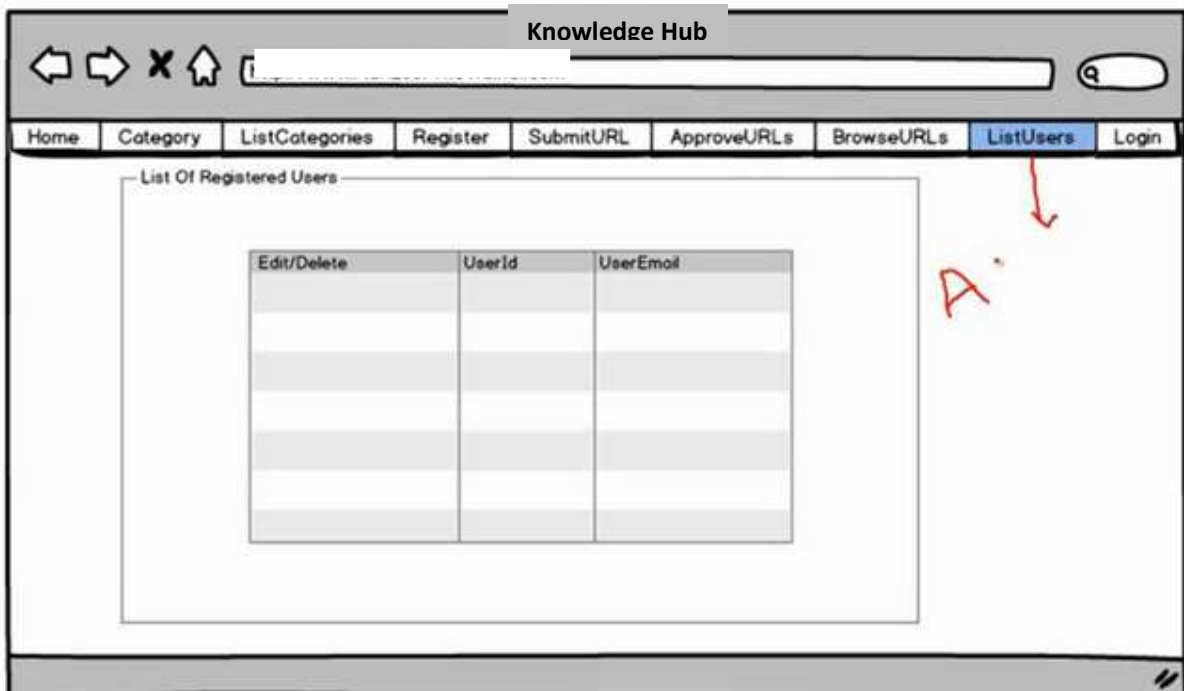 Knowledge Hub
Home Category ListCategories Register SubmitURL ApproveURLs BrowseURLs ListUsers Login
List Of Registered Users
Edit/Delete UserId UserEmail
A